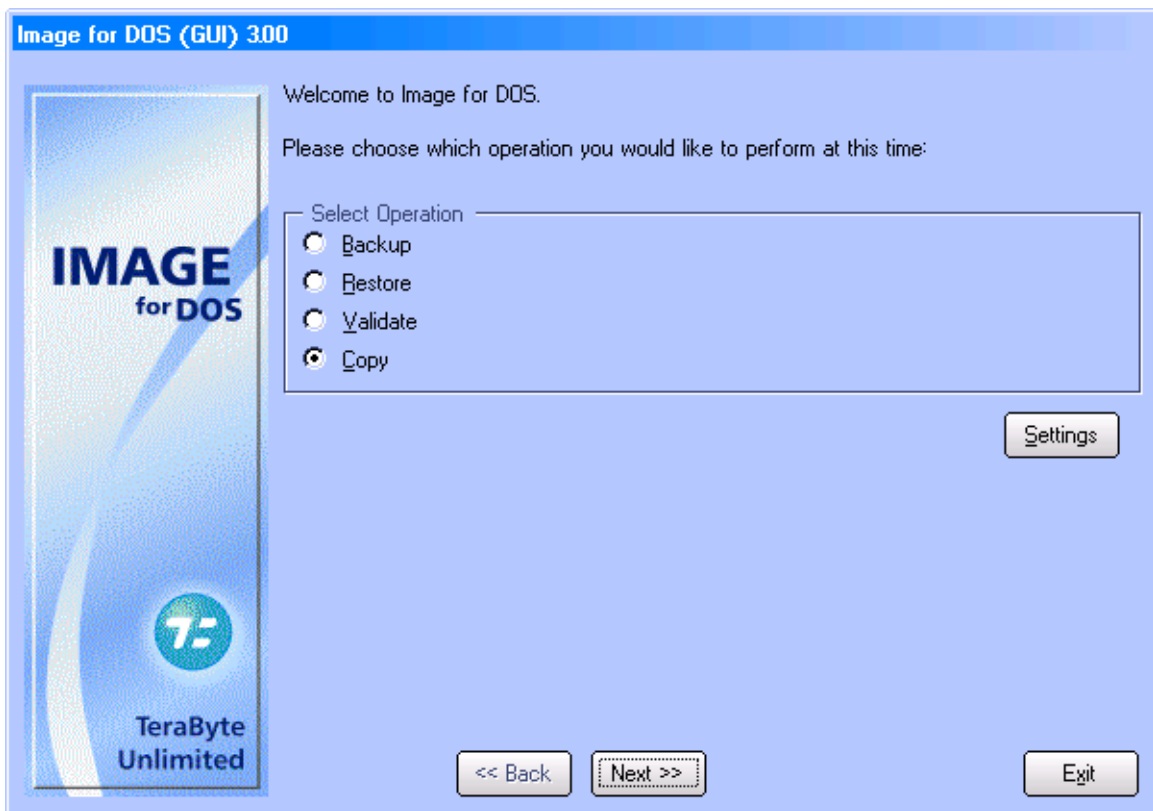 Image for DOS (GUI) 3.00
Welcome to Image for DOS.
Please choose which operation you would like to perform at this time:
Select Operation
Backup
Restore
Validate
Copy
Settings
IMAGE
for DOS
TeraByte
Unlimited
<< Back
Next >>
Exit